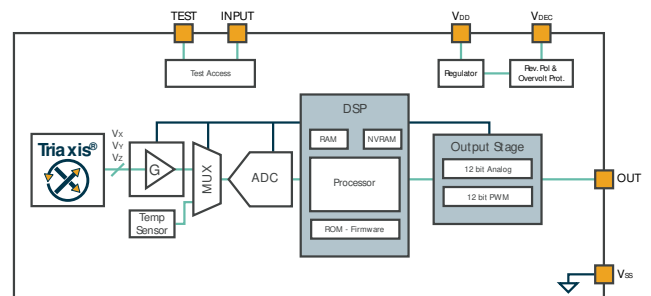 TEST INPUT VDD VDEC
Test Access
Regulator
Rev. Pol &
Overvolt Prot.
DSP
RAM NVRAM
Triaxis®
VX
VY
VZ
G
MUX
ADC
Processor
Output Stage
12 bit Analog
12 bit PWM
OUT
Temp
Sensor
ROM - Firmware
VSS